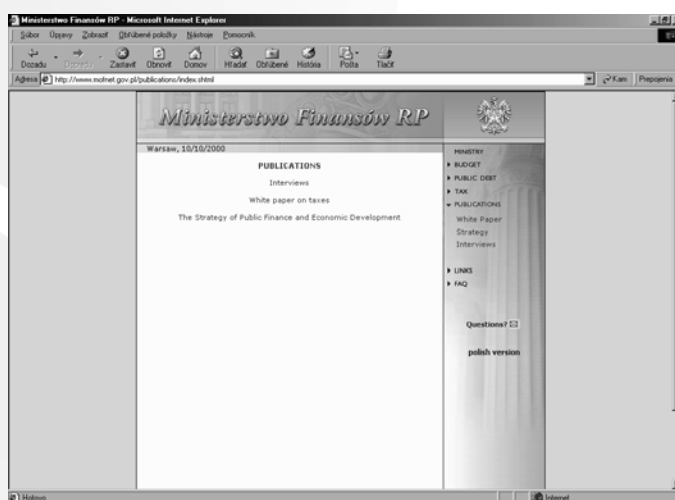 Ministerstwo Finansów RP - Microsoft Internet Explorer
Súbor Úpravy Zobraziť Obľúbené položky Nástroje Pomocník
Dozadu Dopredu Zastaviť Obnoviť Domov Hľadať Obľúbené História Pošta Tlačiť
Adresa http://www.mofnet.gov.pl/publications/index.shtml Kam Prepojenia
Ministerstwo Finansów RP
Warsaw, 10/10/2000
PUBLICATIONS
Interviews
White paper on taxes
The Strategy of Public Finance and Economic Development
MINISTRY
BUDGET
PUBLIC DEBT
TAX
PUBLICATIONS
White Paper
Strategy
Interviews
LINKS
FAQ
Questions?
polish version
Hotovo Internet